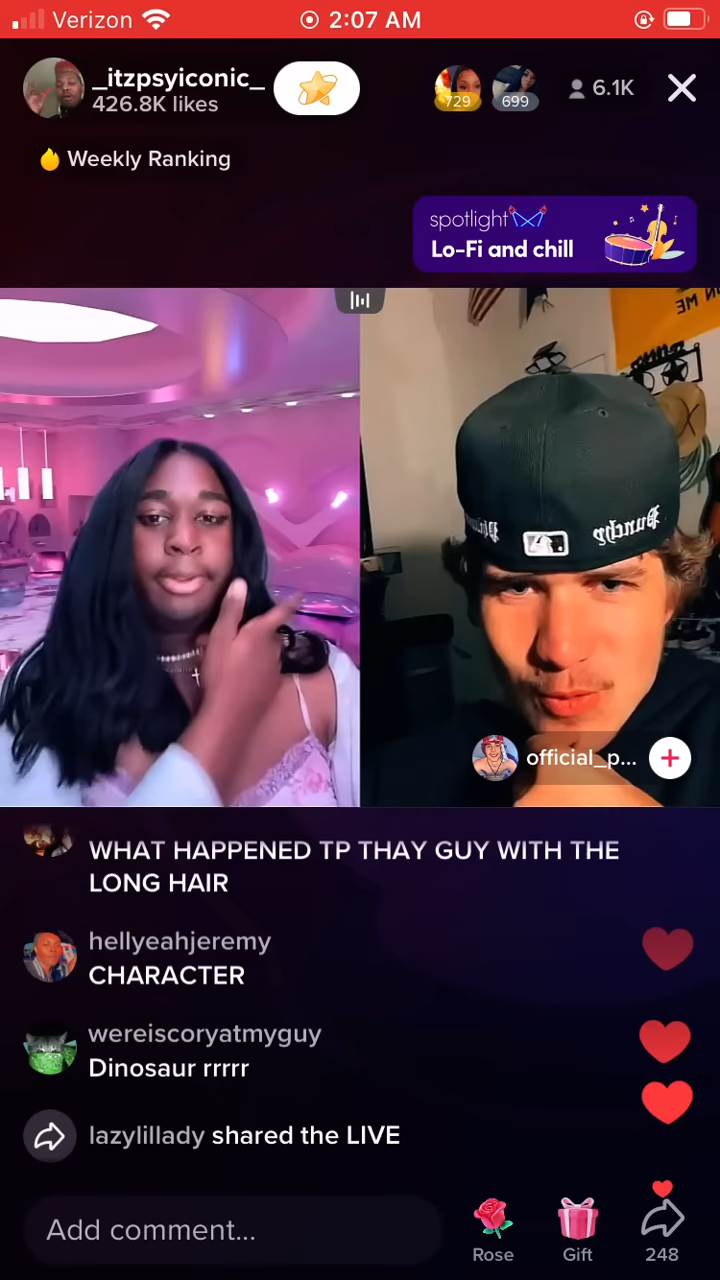 Verizon
2:07 AM
_itzpsyiconic_
426.8K likes
729
699
6.1K
Weekly Ranking
spotlight
Lo-Fi and chill
ME
Punchy
official_p...
WHAT HAPPENED TP THAY GUY WITH THE
LONG HAIR
hellyeahjeremy
CHARACTER
wereiscoryatmyguy
Dinosaur rrrrr
lazylillady shared the LIVE
Add comment...
Rose
Gift
248